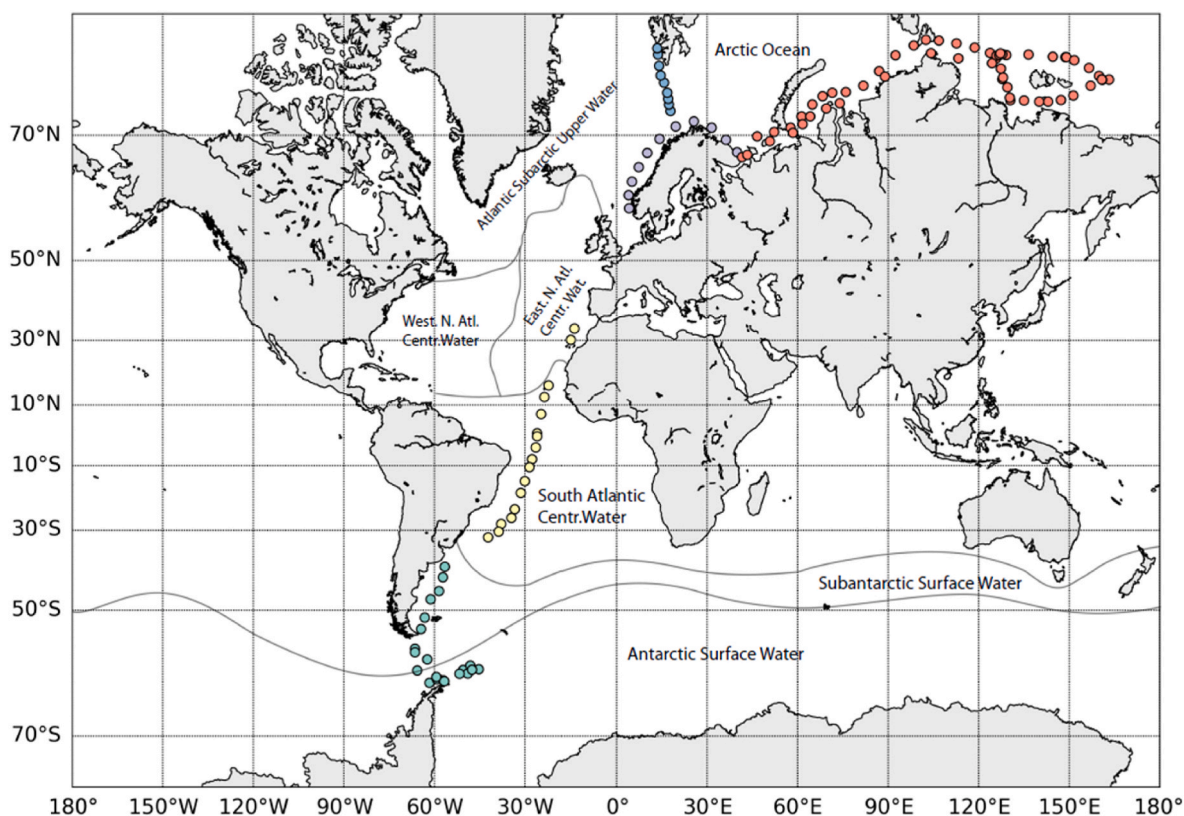 Arctic Ocean
Atlantic Subarctic Upper Water
70°N
50°N
East. N. Atl.
Centr. Wat.
West. N. Atl.
Centr.Water
30°N
10°N
10°S
South Atlantic
Centr.Water
30°S
Subantarctic Surface Water
50°S
Antarctic Surface Water
70°S
180° 150°W 120°W 90°W 60°W 30°W 0° 30°E 60°E 90°E 120°E 150°E 180°